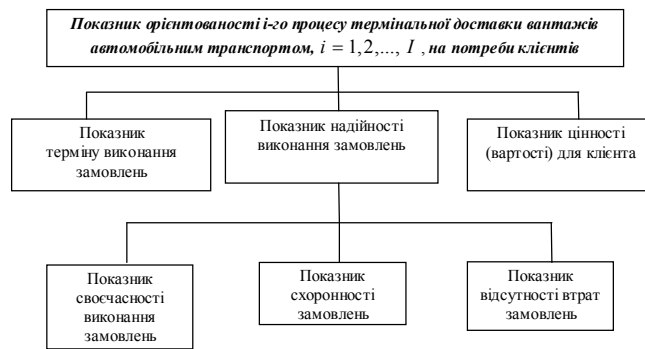 Показник орієнтованості і-го процесу термінальної доставки вантажів
автомобільним транспортом, i = 1,2,..., I , на потреби клієнтів
Показник
терміну виконання
замовлень
Показник надійності
виконання замовлень
Показник цінності
(вартості) для клієнта
Показник
своєчасності
виконання
замовлень
Показник
схоронності
замовлень
Показник
відсутності втрат
замовлень